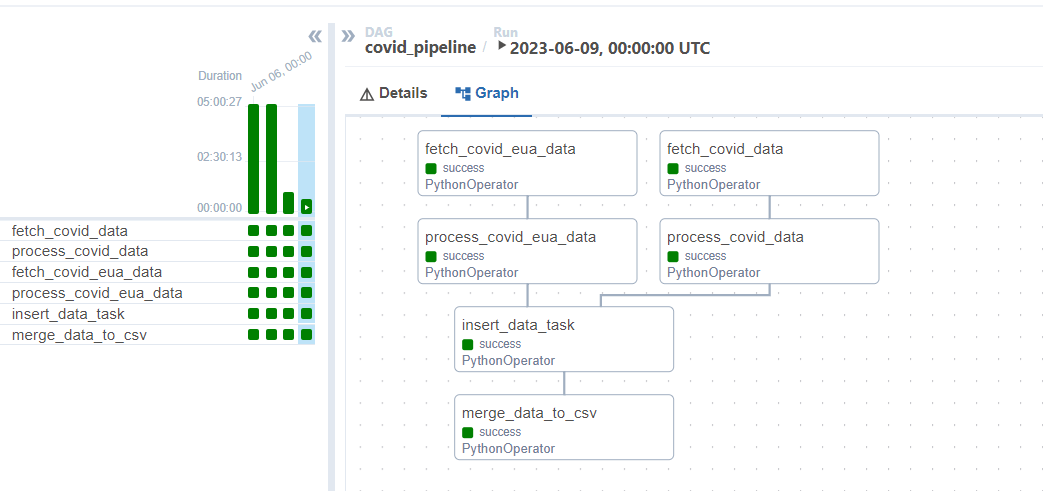 « » DAG Run
covid_pipeline / 2023-06-09, 00:00:00 UTC
Duration
Jun 06, 00:00
05:00:27
02:30:13
00:00:00
fetch_covid_data
process_covid_data
fetch_covid_eua_data
process_covid_eua_data
insert_data_task
merge_data_to_csv
Details Graph
fetch_covid_eua_data
success
PythonOperator
fetch_covid_data
success
PythonOperator
process_covid_eua_data
success
PythonOperator
process_covid_data
success
PythonOperator
insert_data_task
success
PythonOperator
merge_data_to_csv
success
PythonOperator